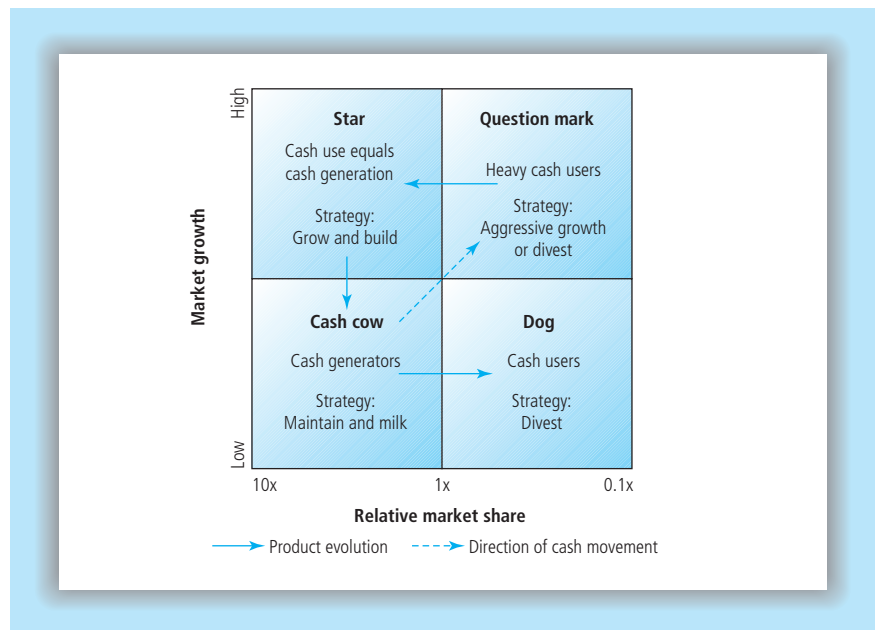 High
Star
Cash use equals
cash generation
Strategy:
Grow and build
Question mark
Heavy cash users
Strategy:
Aggressive growth
or divest
Market growth
Cash cow
Cash generators
Strategy:
Maintain and milk
Dog
Cash users
Strategy:
Divest
Low
10x
1x
0.1x
Relative market share
Product evolution
Direction of cash movement